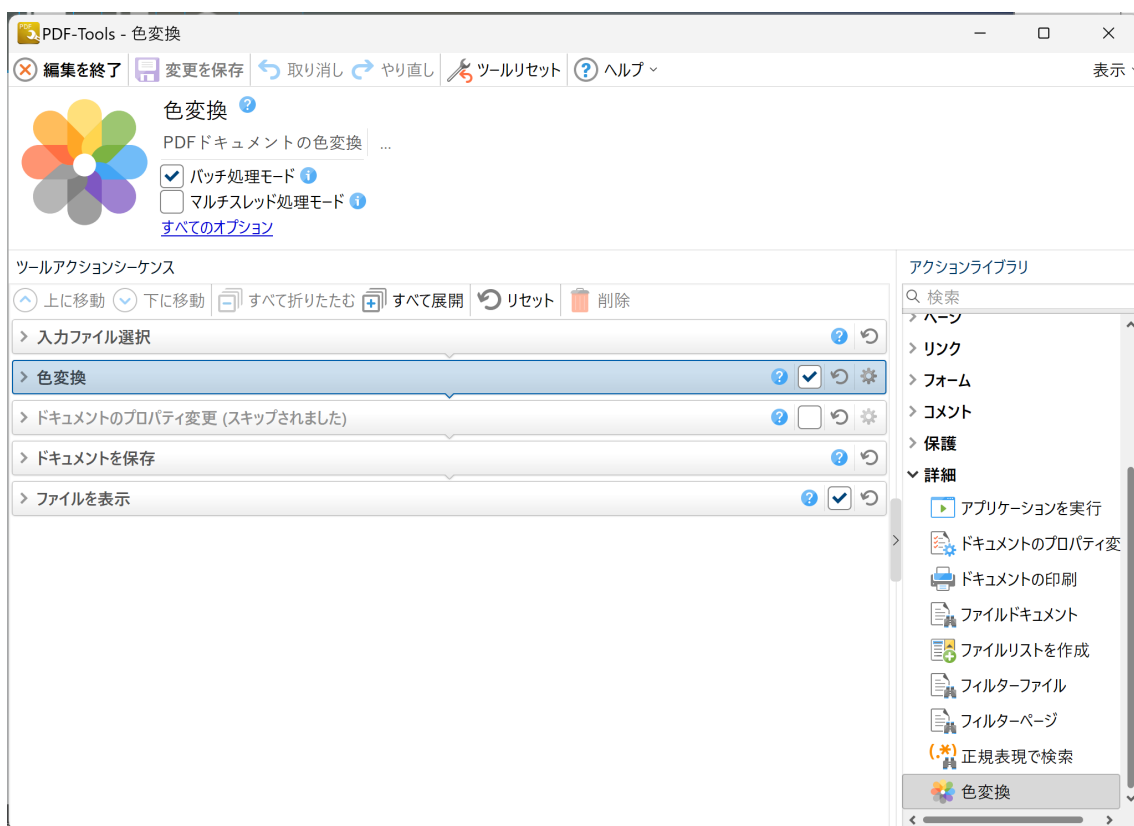 PDF-Tools - 色変換
編集を終了 変更を保存 取り消し やり直し ツールリセット ヘルプ 表示
色変換
PDFドキュメントの色変換 ...
バッチ処理モード
マルチスレッド処理モード
すべてのオプション
ツールアクションシーケンス
上に移動 下に移動 すべて折りたたむ すべて展開 リセット 削除
入力ファイル選択
色変換
ドキュメントのプロパティ変更 (スキップされました)
ドキュメントを保存
ファイルを表示
アクションライブラリ
検索
ページ
リンク
フォーム
コメント
保護
詳細
アプリケーションを実行
ドキュメントのプロパティ変
ドキュメントの印刷
ファイルドキュメント
ファイルリストを作成
フィルターファイル
フィルターページ
(.*) 正規表現で検索
色変換